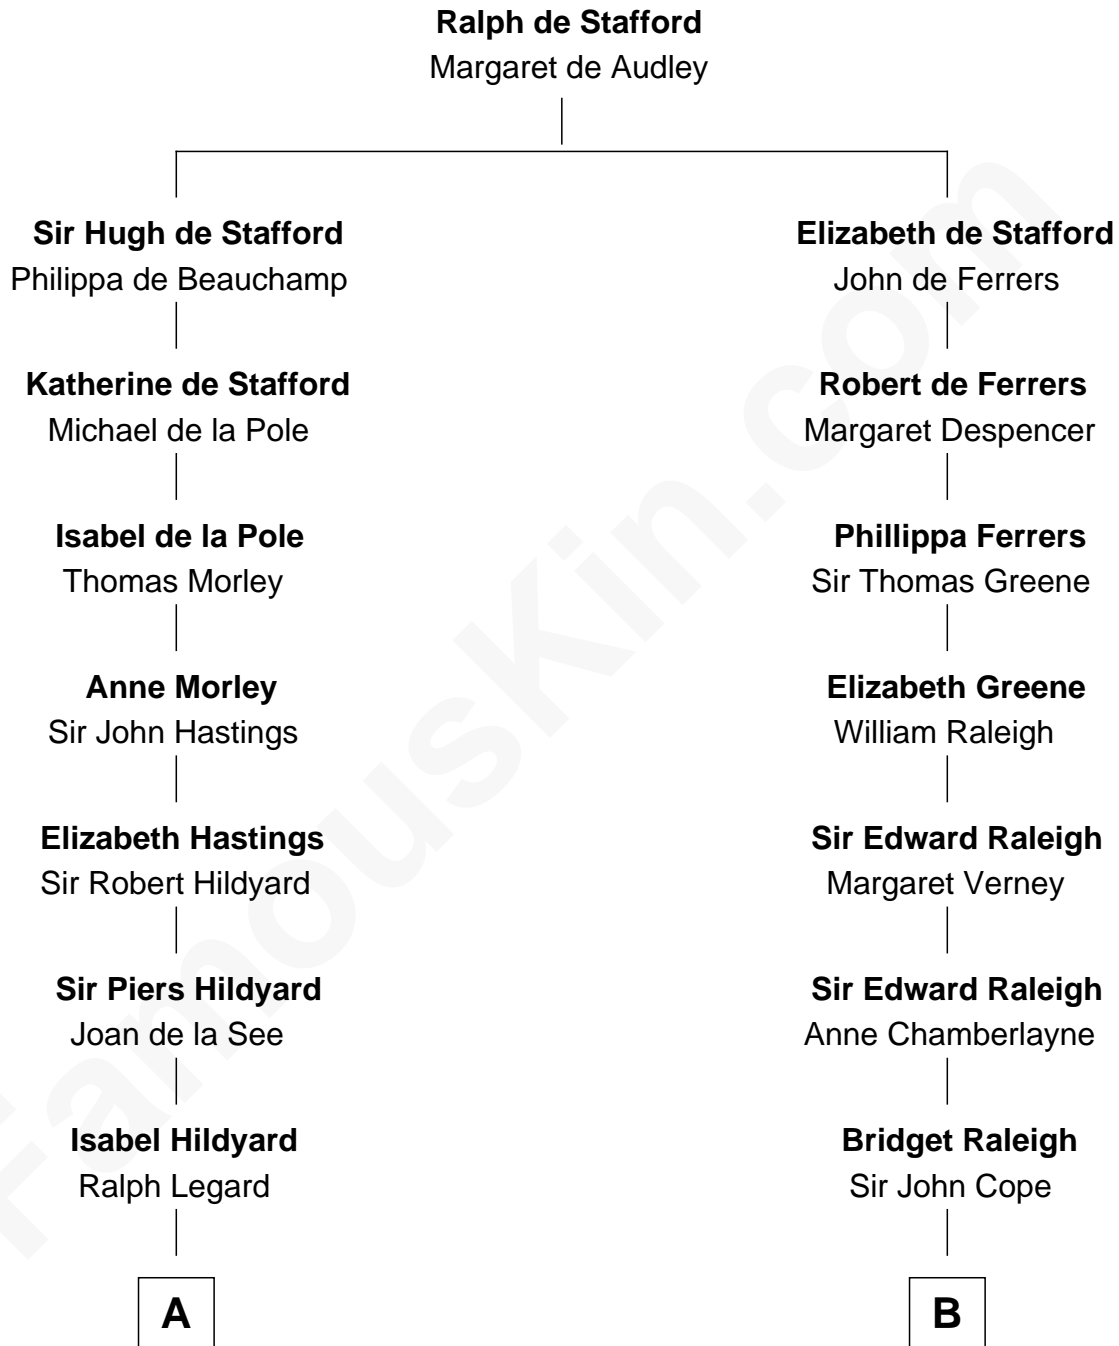 Ralph de Stafford
Margaret de Audley
Sir Hugh de Stafford
Philippa de Beauchamp
Katherine de Stafford
Michael de la Pole
Isabel de la Pole
Thomas Morley
Anne Morley
Sir John Hastings
Elizabeth Hastings
Sir Robert Hildyard
Sir Piers Hildyard
Joan de la See
Isabel Hildyard
Ralph Legard
A
Elizabeth de Stafford
John de Ferrers
Robert de Ferrers
Margaret Despencer
Phillippa Ferrers
Sir Thomas Greene
Elizabeth Greene
William Raleigh
Sir Edward Raleigh
Margaret Verney
Sir Edward Raleigh
Anne Chamberlayne
Bridget Raleigh
Sir John Cope
B
FamousKin.com